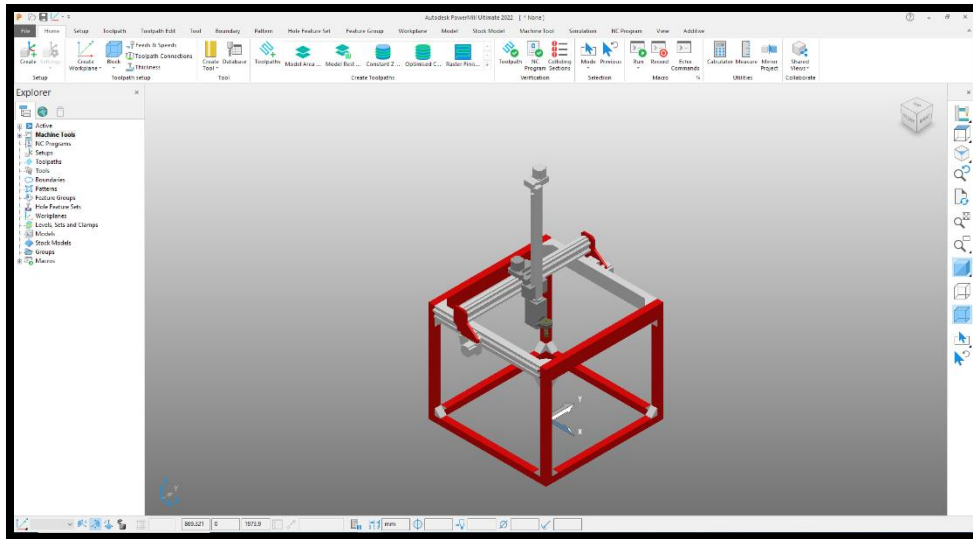 Autodesk PowerMill Ultimate 2022 [ * None ]
File Home Setup Toolpath Toolpath Edit Tool Boundary Pattern Hole Feature Set Feature Group Workplane Model Stock Model Machine Tool Simulation NC Program View Additive
Feeds & Speeds
Toolpath Connections
Thickness
Create Settings Create Workplane Block Create Tool Database Toolpaths Model Area ... Model Rest ... Constant Z ... Optimised C... Raster Finis... Toolpath NC Program Colliding Sections Mode Previous Run Record Echo Commands Calculator Measure Mirror Project Shared Views
Setup Toolpath setup Tool Create Toolpaths Verification Selection Macro Utilities Collaborate
Explorer
Active
Machine Tools
NC Programs
Setups
Toolpaths
Tools
Boundaries
Patterns
Feature Groups
Hole Feature Sets
Workplanes
Levels, Sets and Clamps
Models
Stock Models
Groups
Macros
Y
X
Y
869.321 0 1973.9 mm